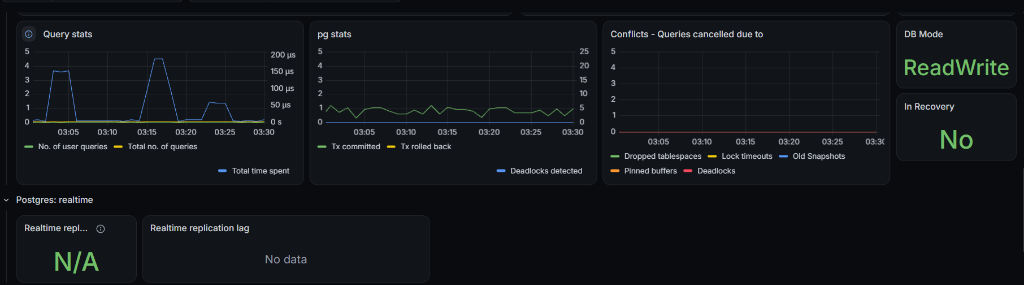 Query stats
5
4
3
2
1
0
200 μs
150 μs
100 μs
50 μs
0 s
03:05 03:10 03:15 03:20 03:25 03:30
No. of user queries Total no. of queries
Total time spent
pg stats
5
4
3
2
1
0
25
20
15
10
5
0
03:05 03:10 03:15 03:20 03:25 03:30
Tx committed Tx rolled back
Deadlocks detected
Conflicts - Queries cancelled due to
5
4
3
2
1
0
03:05 03:10 03:15 03:20 03:25 03:30
Dropped tablespaces Lock timeouts Old Snapshots
Pinned buffers Deadlocks
DB Mode
ReadWrite
In Recovery
No
Postgres: realtime
Realtime repl...
N/A
Realtime replication lag
No data